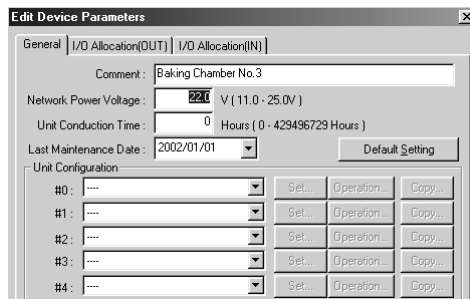 Edit Device Parameters
General I/O Allocation(OUT) I/O Allocation(IN)
Comment : Baking Chamber No.3
Network Power Voltage : 22.0 V ( 11.0 - 25.0V )
Unit Conduction Time : 0 Hours ( 0 - 429496729 Hours )
Last Maintenance Date : 2002/01/01 Default Setting
Unit Configuration
#0 : ---- Set... Operation... Copy...
#1 : ---- Set... Operation... Copy...
#2 : ---- Set... Operation... Copy...
#3 : ---- Set... Operation... Copy...
#4 : ---- Set... Operation... Copy...